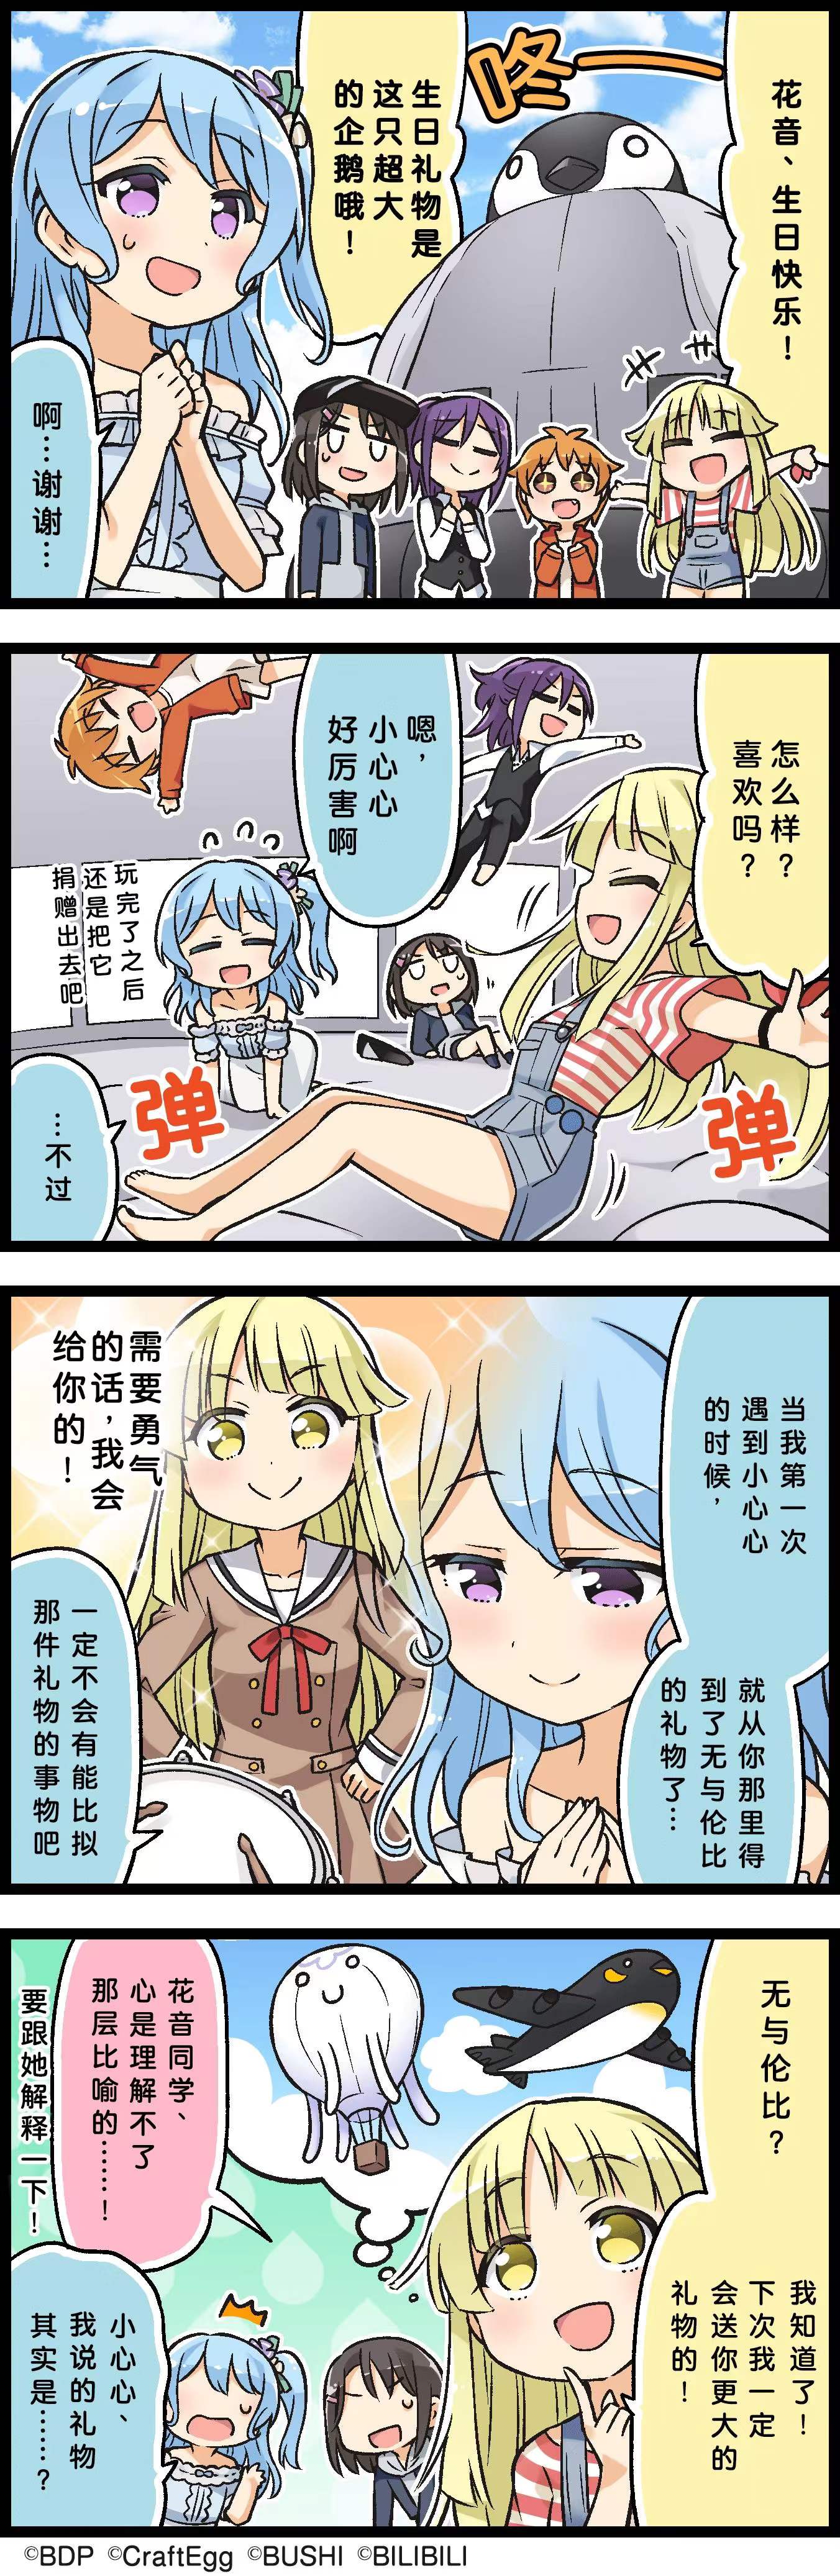 花音、生日快乐！
咚——
生日礼物是
这只超大
的企鹅哦！
啊…谢谢…
怎么样？
喜欢吗？
嗯，
小心心
好厉害啊
玩完了之后
还是把它
捐赠出去吧
弹
弹
…不过
当我第一次
遇到小心心
的时候，
就从你那里得
到了无与伦比
的礼物了…
需要勇气
的话，我会
给你的！
一定不会有能比拟
那件礼物的事物吧
无与伦比？
我知道了！
下次我一定
会送你更大的
礼物的！
花音同学、
心是理解不了
那层比喻的……！
要跟她解释一下！
小心心、
我说的礼物
其实是……？
©BDP ©CraftEgg ©BUSHI ©BILIBILI